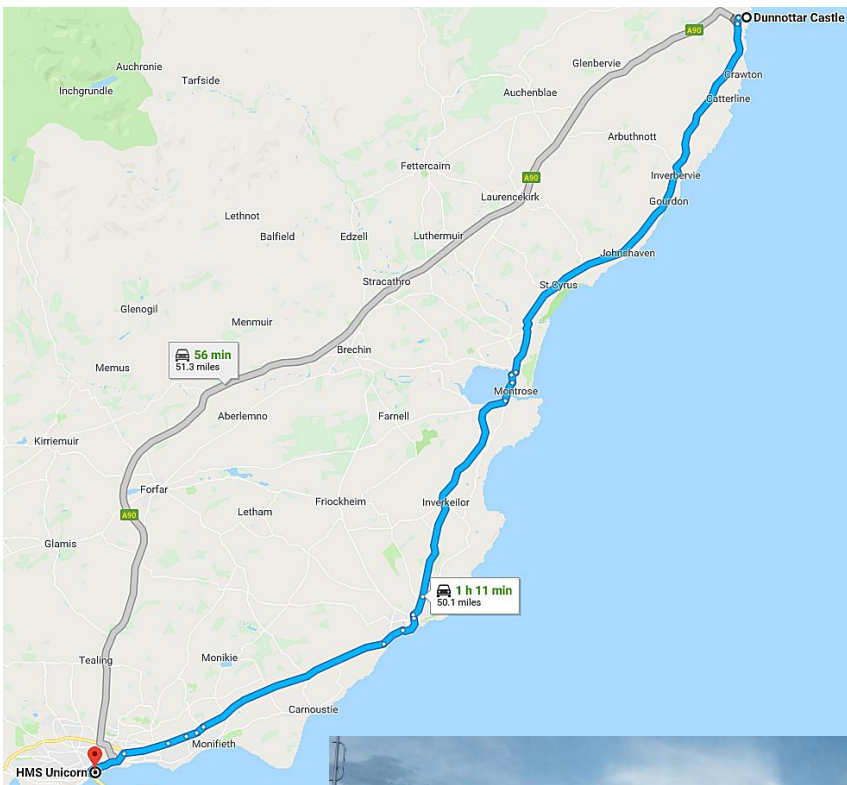 Dunnottar Castle
A90
Glenbervie
Auchronie
Tarfside
Inchgrundle
Crawton
Auchenblae
Catterline
Arbuthnott
Fettercairn
A90
Inverbervie
Laurencekirk
Gourdon
Lethnot
Balfield
Edzell
Luthermuir
Johnshaven
Stracathro
St Cyrus
Glenogil
Menmuir
56 min
51.3 miles
Brechin
Memus
Montrose
Aberlemno
Farnell
Kirriemuir
Forfar
Friockheim
Inverkeilor
Letham
A90
Glamis
1 h 11 min
50.1 miles
Tealing
Monikie
Carnoustie
Monifieth
HMS Unicorn